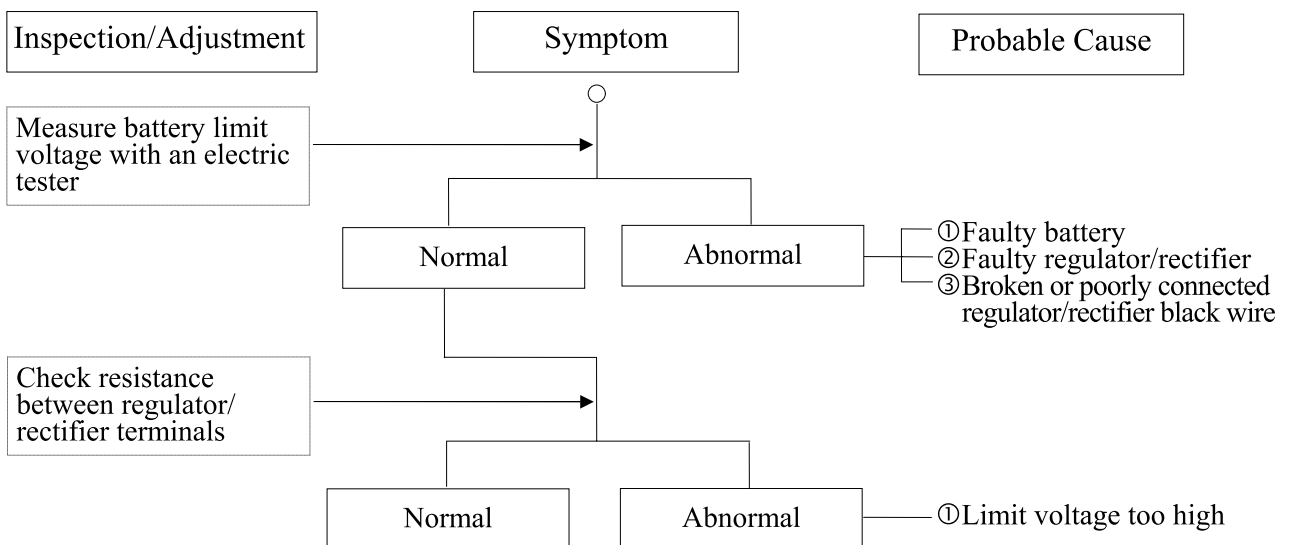 Inspection/Adjustment
Symptom
Probable Cause
Measure battery limit
voltage with an electric
tester
Normal
Abnormal
①Faulty battery
②Faulty regulator/rectifier
③Broken or poorly connected
regulator/rectifier black wire
Check resistance
between regulator/
rectifier terminals
Normal
Abnormal
①Limit voltage too high